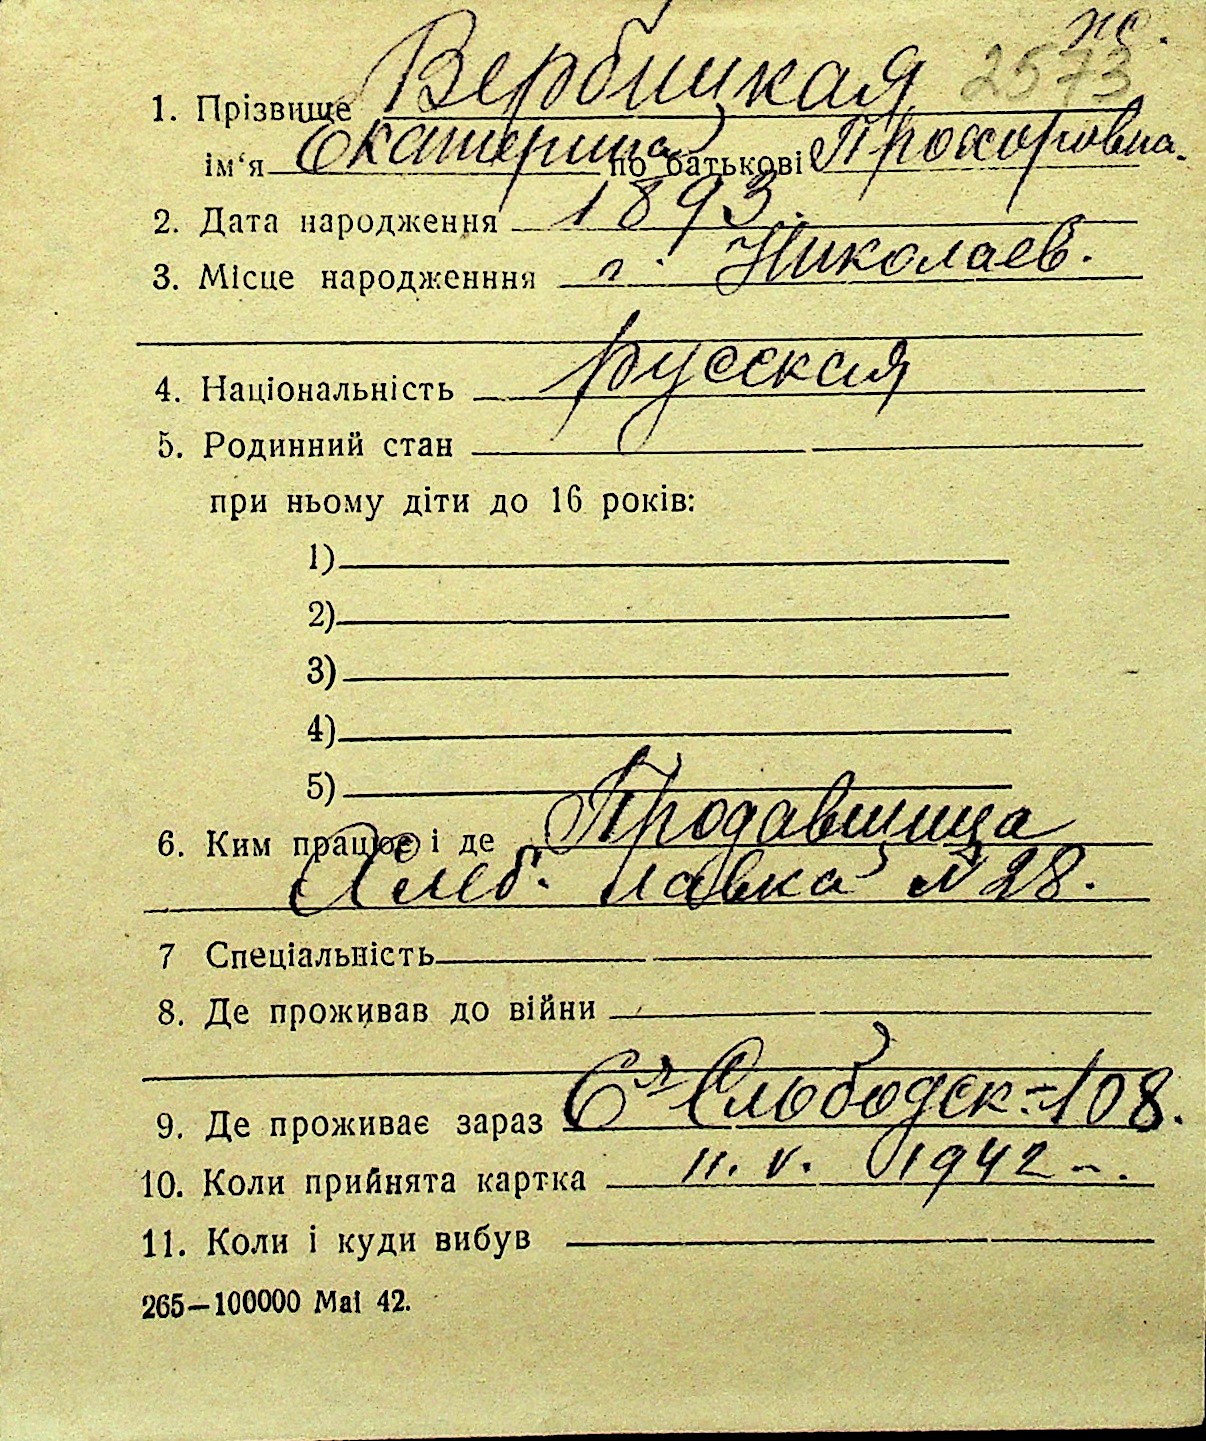 ж.
2573
1. Прізвище Вербицкая
ім'я Екатерина по батькові Прохоровна.
2. Дата народження 1893.
3. Місце народженння г. Николаев.
4. Національність русская
5. Родинний стан
при ньому діти до 16 років:
1)
2)
3)
4)
5)
6. Ким працює і де Продавщица
Хлеб. лавка № 28.
7 Спеціальність
8. Де проживав до війни
9. Де проживає зараз 6я Слободск-108.
10. Коли прийнята картка 11. V. 1942 -.
11. Коли і куди вибув
265—100000 Mai 42.